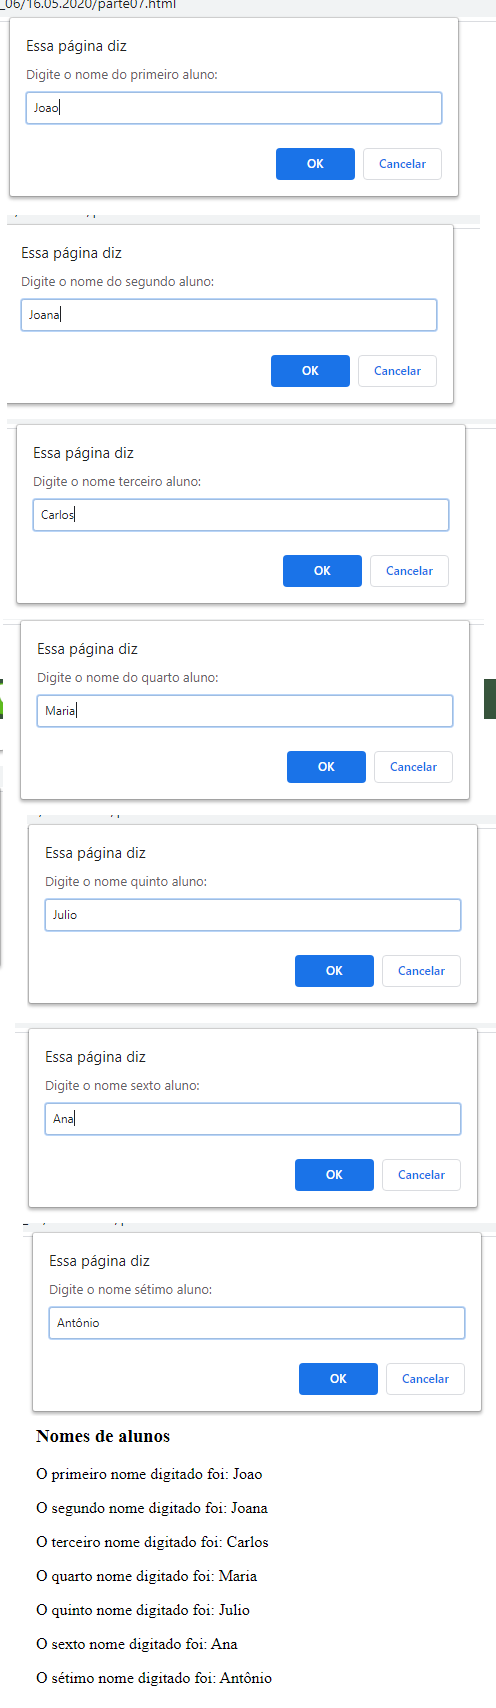 _06/16.05.2020/parte07.html
Essa página diz
Digite o nome do primeiro aluno:
Joao
OK Cancelar
Essa página diz
Digite o nome do segundo aluno:
Joana
OK Cancelar
Essa página diz
Digite o nome terceiro aluno:
Carlos
OK Cancelar
Essa página diz
Digite o nome do quarto aluno:
Maria
OK Cancelar
Essa página diz
Digite o nome quinto aluno:
Julio
OK Cancelar
Essa página diz
Digite o nome sexto aluno:
Ana
OK Cancelar
Essa página diz
Digite o nome sétimo aluno:
Antônio
OK Cancelar
Nomes de alunos
O primeiro nome digitado foi: Joao
O segundo nome digitado foi: Joana
O terceiro nome digitado foi: Carlos
O quarto nome digitado foi: Maria
O quinto nome digitado foi: Julio
O sexto nome digitado foi: Ana
O sétimo nome digitado foi: Antônio